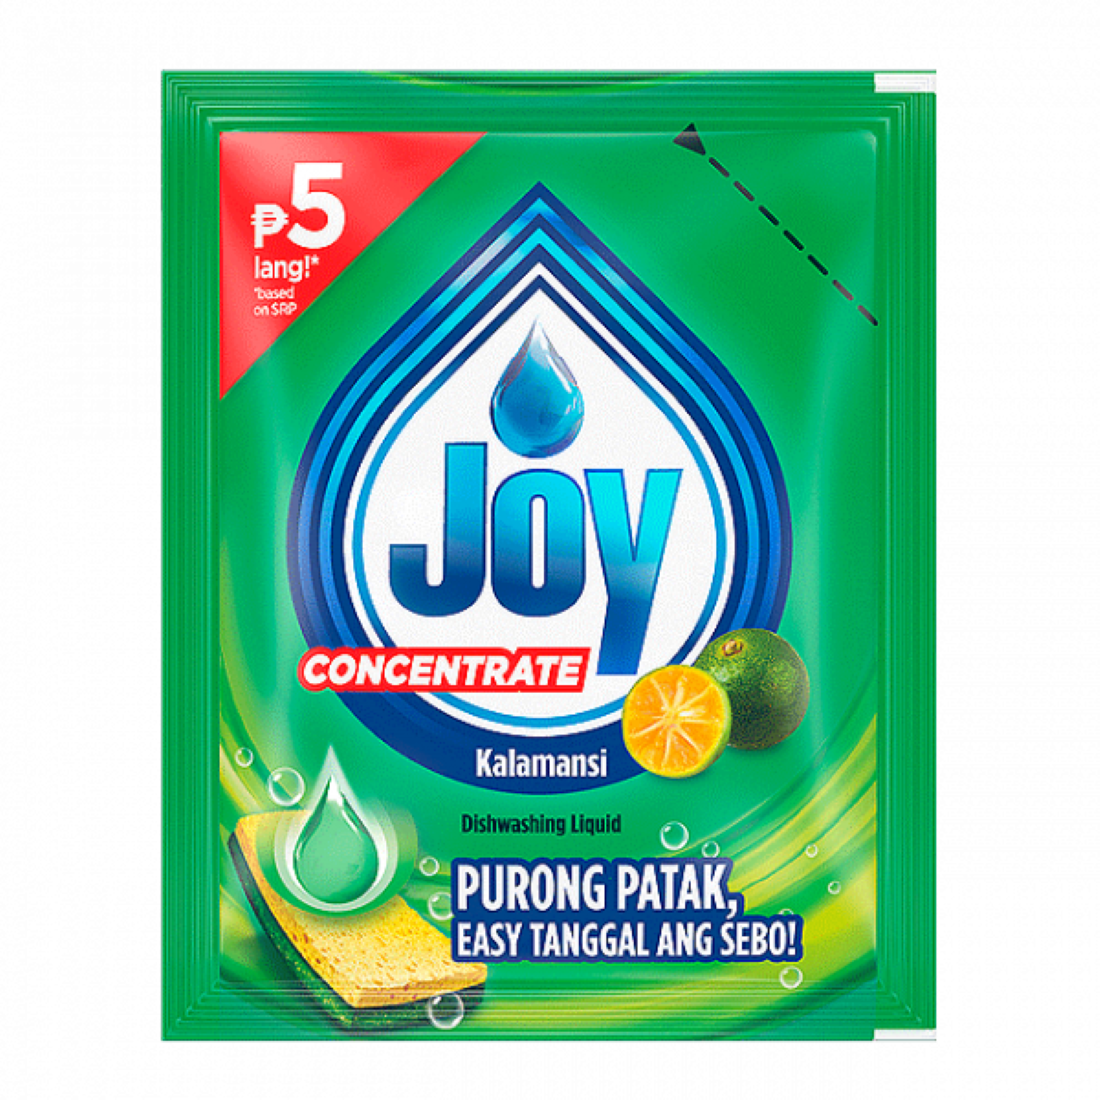 ₱5
lang!*
*based
on SRP
Joy
CONCENTRATE
Kalamansi
Dishwashing Liquid
PURONG PATAK,
EASY TANGGAL ANG SEBO!